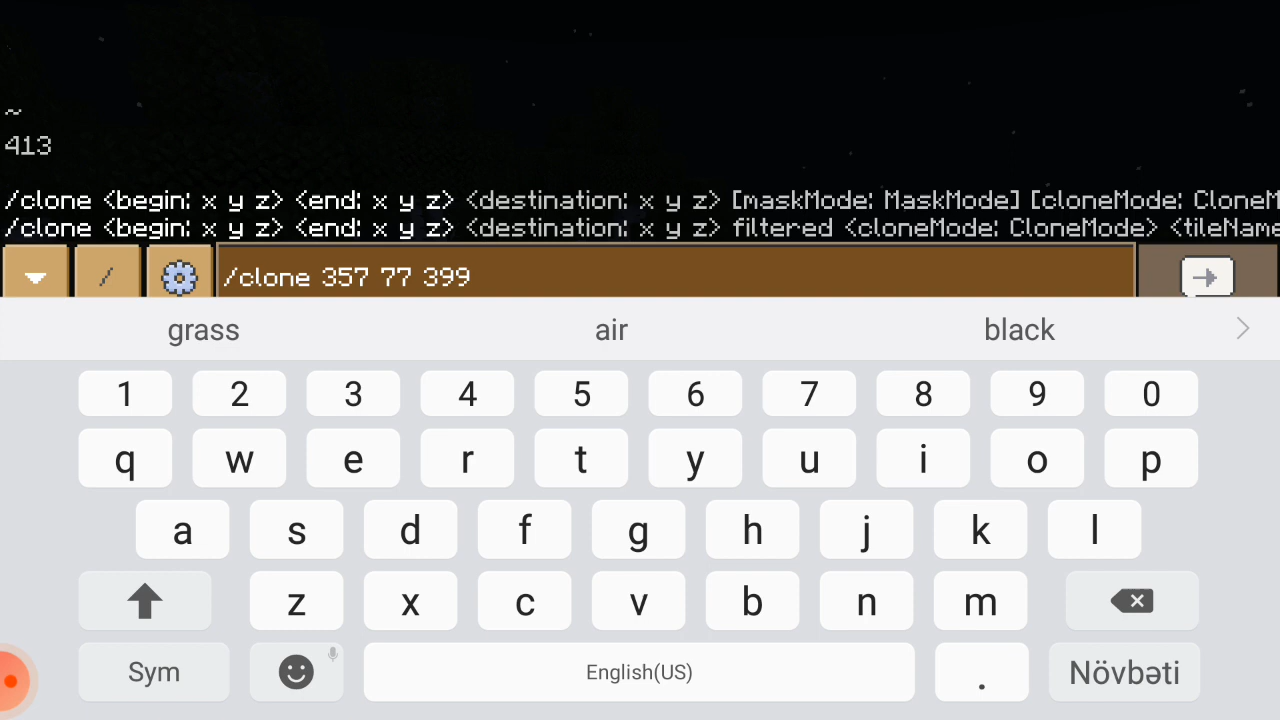 ~
413
/clone <begin: x y z> <end: x y z> <destination: x y z> [maskMode: MaskMode] [cloneMode: CloneM
/clone <begin: x y z> <end: x y z> <destination: x y z> filtered <cloneMode: CloneMode> <tileName
/
/clone 357 77 399
grass air black
1 2 3 4 5 6 7 8 9 0
q w e r t y u i o p
a s d f g h j k l
z x c v b n m
Sym English(US) . Növbəti